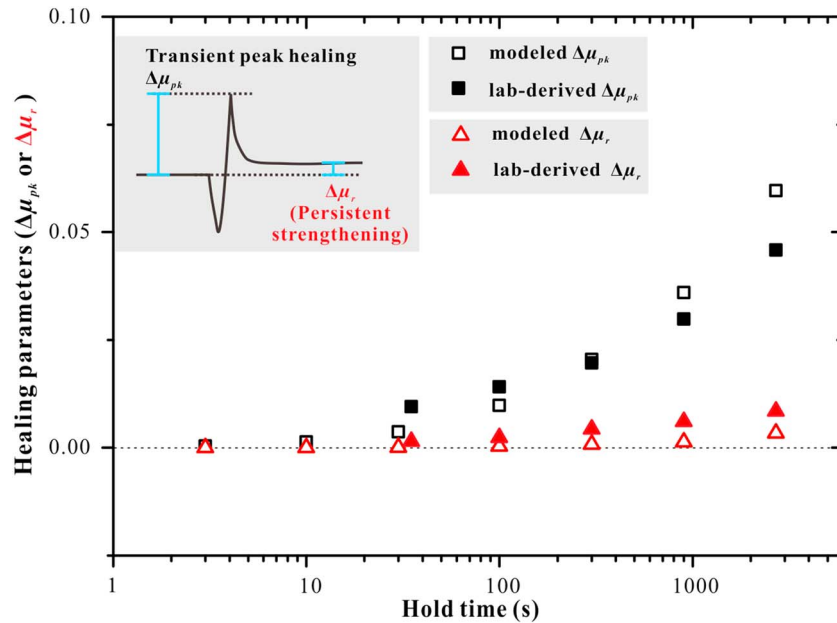 0.10
0.05
0.00
Healing parameters (Δμpk or Δμr)
Transient peak healing
Δμpk
Δμr
(Persistent
strengthening)
modeled Δμpk
lab-derived Δμpk
modeled Δμr
lab-derived Δμr
1 10 100 1000
Hold time (s)